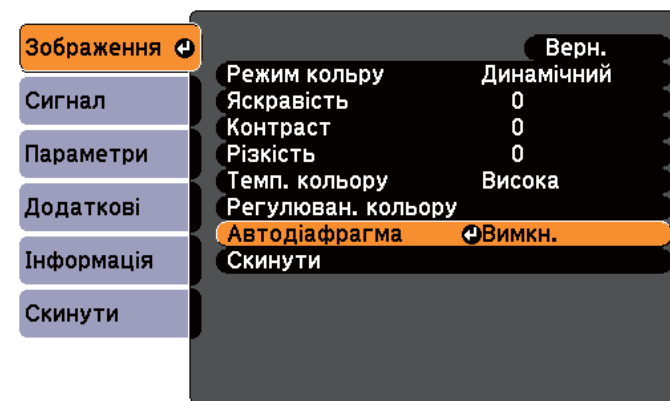 Зображення
Сигнал
Параметри
Додаткові
Інформація
Скинути
Верн.
Режим кольру Динамічний
Яскравість 0
Контраст 0
Різкість 0
Темп. кольору Висока
Регулюван. кольору
Автодіафрагма Вимкн.
Скинути